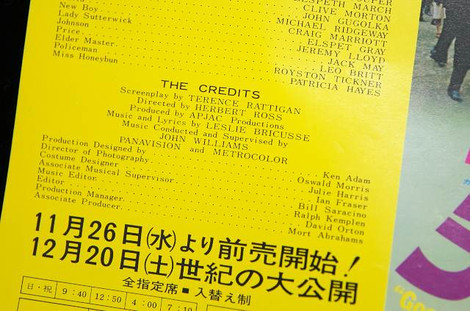 CLIVE MORTON
New Boy JOHN GUGOLKA
Lady Sutterwick MICHAEL RIDGEWAY
Johnson CRAIG MARRIOTT
Price ELSPET GRAY
Elder Master JEREMY LLOYD
Policeman JACK MAY
Miss Honeybun LEO BRITT
ROYSTON TICKNER
PATRICIA HAYES
THE CREDITS
Screenplay by TERENCE RATTIGAN
Directed by HERBERT ROSS
Produced by APJAC Productions
Music and Lyrics by LESLIE BRICUSSE
Music Conducted and Supervised by
JOHN WILLIAMS
PANAVISION and METROCOLOR
Production Designed by Ken Adam
Director of Photography Oswald Morris
Costume Designer Julie Harris
Associate Musical Supervisor Ian Fraser
Music Editor Bill Saracino
Editor Ralph Kemplen
Production Manager David Orton
Associate Producer Mort Abrahams
11月26日(水)より前売開始!
12月20日(土)世紀の大公開
全指定席■入替え制
日・祝 9:40 12:50 4:00 7:10